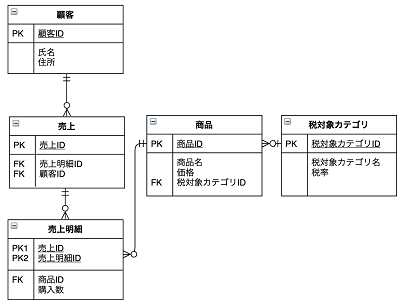 顧客
PK 顧客ID
氏名
住所
売上
PK 売上ID
FK 売上明細ID
FK 顧客ID
売上明細
PK1 売上ID
PK2 売上明細ID
FK 商品ID
購入数
商品
PK 商品ID
商品名
価格
FK 税対象カテゴリID
税対象カテゴリ
PK 税対象カテゴリID
税対象カテゴリ名
税率